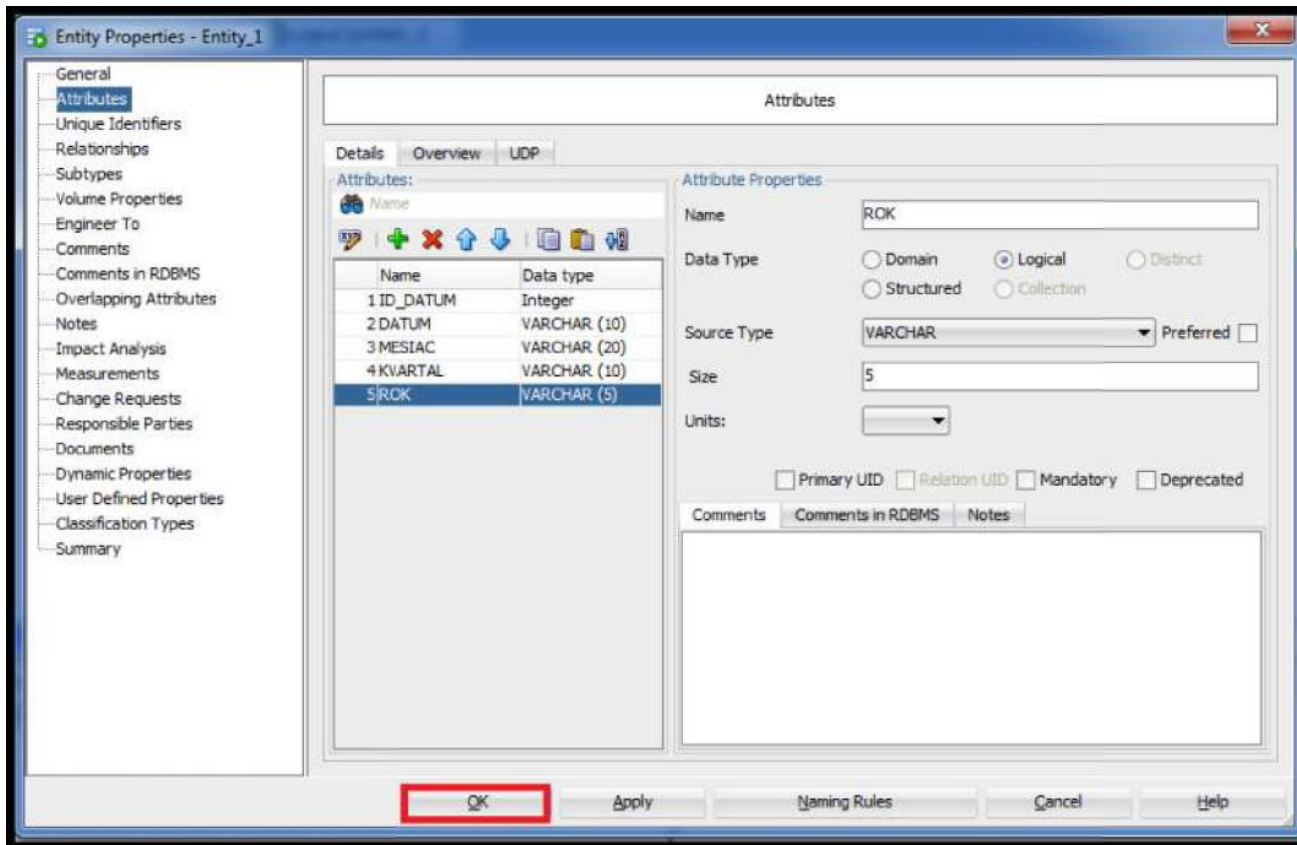 Entity Properties - Entity_1
General
Attributes
Unique Identifiers
Relationships
Subtypes
Volume Properties
Engineer To
Comments
Comments in RDBMS
Overlapping Attributes
Notes
Impact Analysis
Measurements
Change Requests
Responsible Parties
Documents
Dynamic Properties
User Defined Properties
Classification Types
Summary
Attributes
Details Overview UDP
Attributes:
Name
Name Data type
1 ID_DATUM Integer
2 DATUM VARCHAR (10)
3 MESIAC VARCHAR (20)
4 KVARTAL VARCHAR (10)
5 ROK VARCHAR (5)
Attribute Properties
Name ROK
Data Type Domain Logical Distinct
Structured Collection
Source Type VARCHAR Preferred
Size 5
Units:
Primary UID Relation UID Mandatory Deprecated
Comments Comments in RDBMS Notes
OK Apply Naming Rules Cancel Help